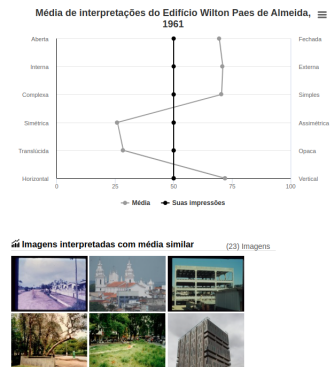 Média de interpretações do Edifício Wilton Paes de Almeida,
1961
Aberta Fechada
Interna Externa
Complexa Simples
Simétrica Assimétrica
Translúcida Opaca
Horizontal Vertical
0 25 50 75 100
Média Suas impressões
Imagens interpretadas com média similar (23) Imagens